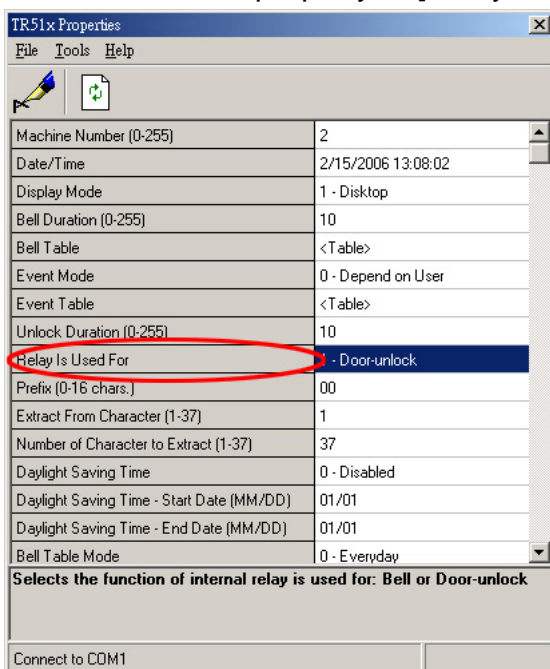 TR51x Properties
File Tools Help
Machine Number (0-255) 2
Date/Time 2/15/2006 13:08:02
Display Mode 1 - Disktop
Bell Duration (0-255) 10
Bell Table <Table>
Event Mode 0 - Depend on User
Event Table <Table>
Unlock Duration (0-255) 10
Relay Is Used For - Door-unlock
Prefix (0-16 chars.) 00
Extract From Character (1-37) 1
Number of Character to Extract (1-37) 37
Daylight Saving Time 0 - Disabled
Daylight Saving Time - Start Date (MM/DD) 01/01
Daylight Saving Time - End Date (MM/DD) 01/01
Bell Table Mode 0 - Everyday
Selects the function of internal relay is used for: Bell or Door-unlock
Connect to COM1